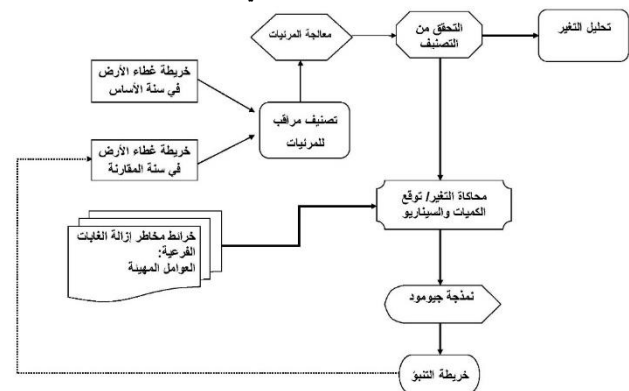 معالجة المرئيات
التحقق من
التصنيف
تحليل التغير
خريطة غطاء الأرض
في سنة الأساس
تصنيف مراقب
للمرئيات
خريطة غطاء الأرض
في سنة المقارنة
محاكاة التغير/ توقع
الكميات والسيناريو
خرائط مخاطر إزالة الغابات
الفرعية:
العوامل المهيئة
نمذجة جيومود
خريطة التنبؤ